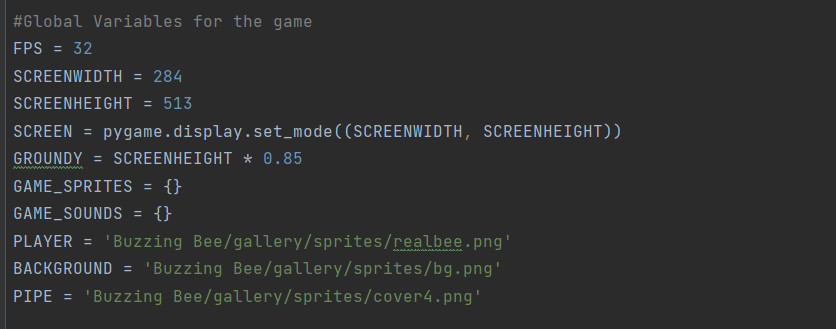 #Global Variables for the game
FPS = 32
SCREENWIDTH = 284
SCREENHEIGHT = 513
SCREEN = pygame.display.set_mode((SCREENWIDTH, SCREENHEIGHT))
GROUNDY = SCREENHEIGHT * 0.85
GAME_SPRITES = {}
GAME_SOUNDS = {}
PLAYER = 'Buzzing Bee/gallery/sprites/realbee.png'
BACKGROUND = 'Buzzing Bee/gallery/sprites/bg.png'
PIPE = 'Buzzing Bee/gallery/sprites/cover4.png'